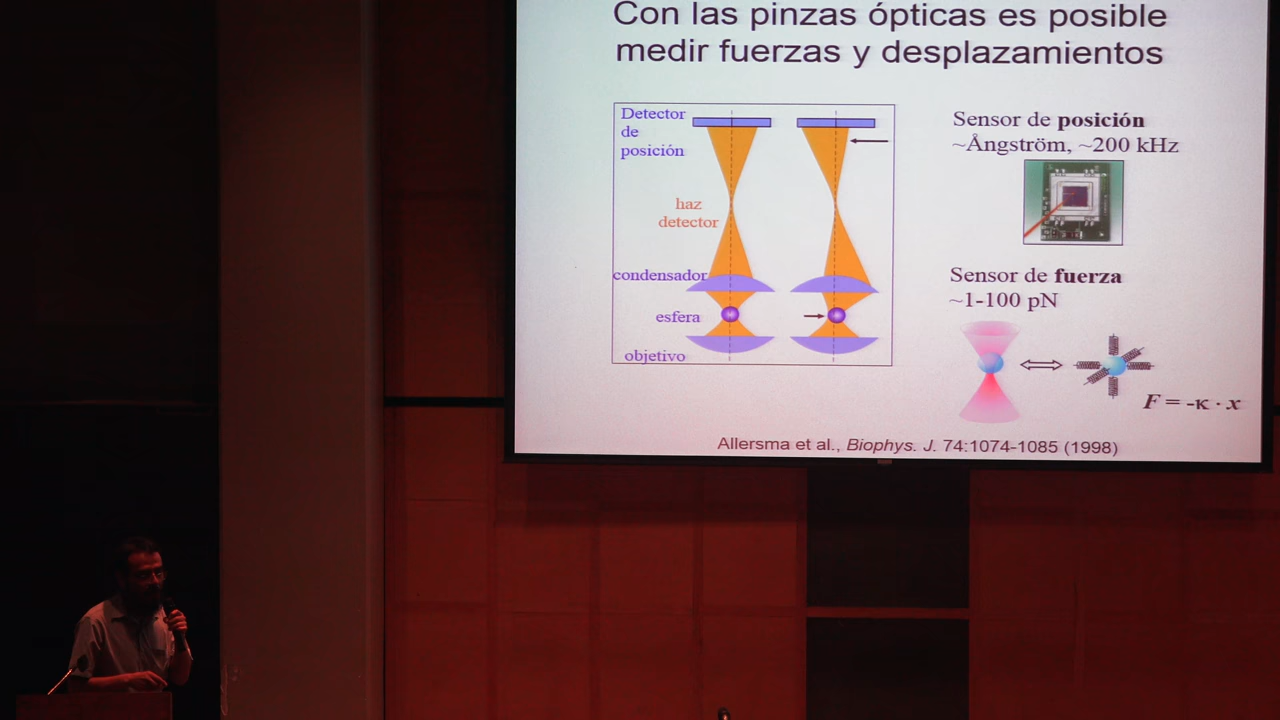 Con las pinzas ópticas es posible
medir fuerzas y desplazamientos
Detector
de
posición
haz
detector
condensador
esfera
objetivo
Sensor de posición
~Ångström, ~200 kHz
Sensor de fuerza
~1-100 pN
F = -κ · x
Allersma et al., Biophys. J. 74:1074-1085 (1998)